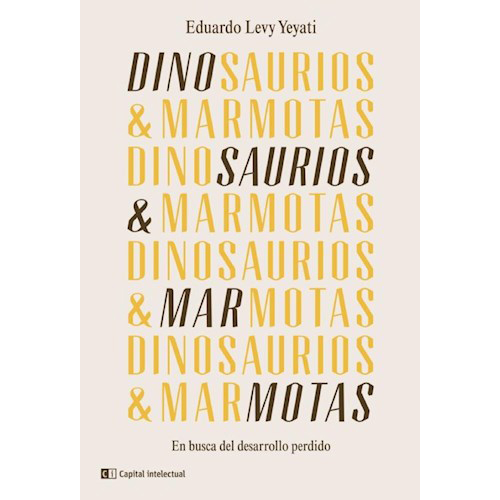 Eduardo Levy Yeyati
DINOSAURIOS
& MARMOTAS
DINOSAURIOS
& MARMOTAS
DINOSAURIOS
& MARMOTAS
DINOSAURIOS
& MARMOTAS
En busca del desarrollo perdido
CI Capital intelectual